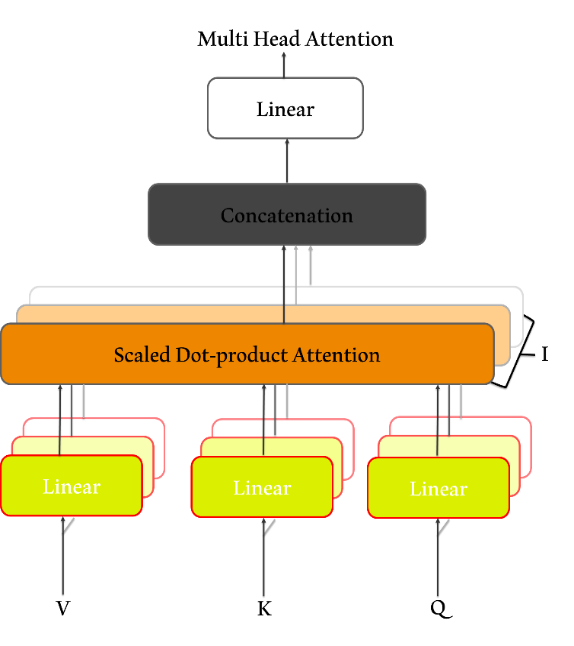 Multi Head Attention
Linear
Concatenation
Scaled Dot-product Attention
Linear Linear Linear
V K Q